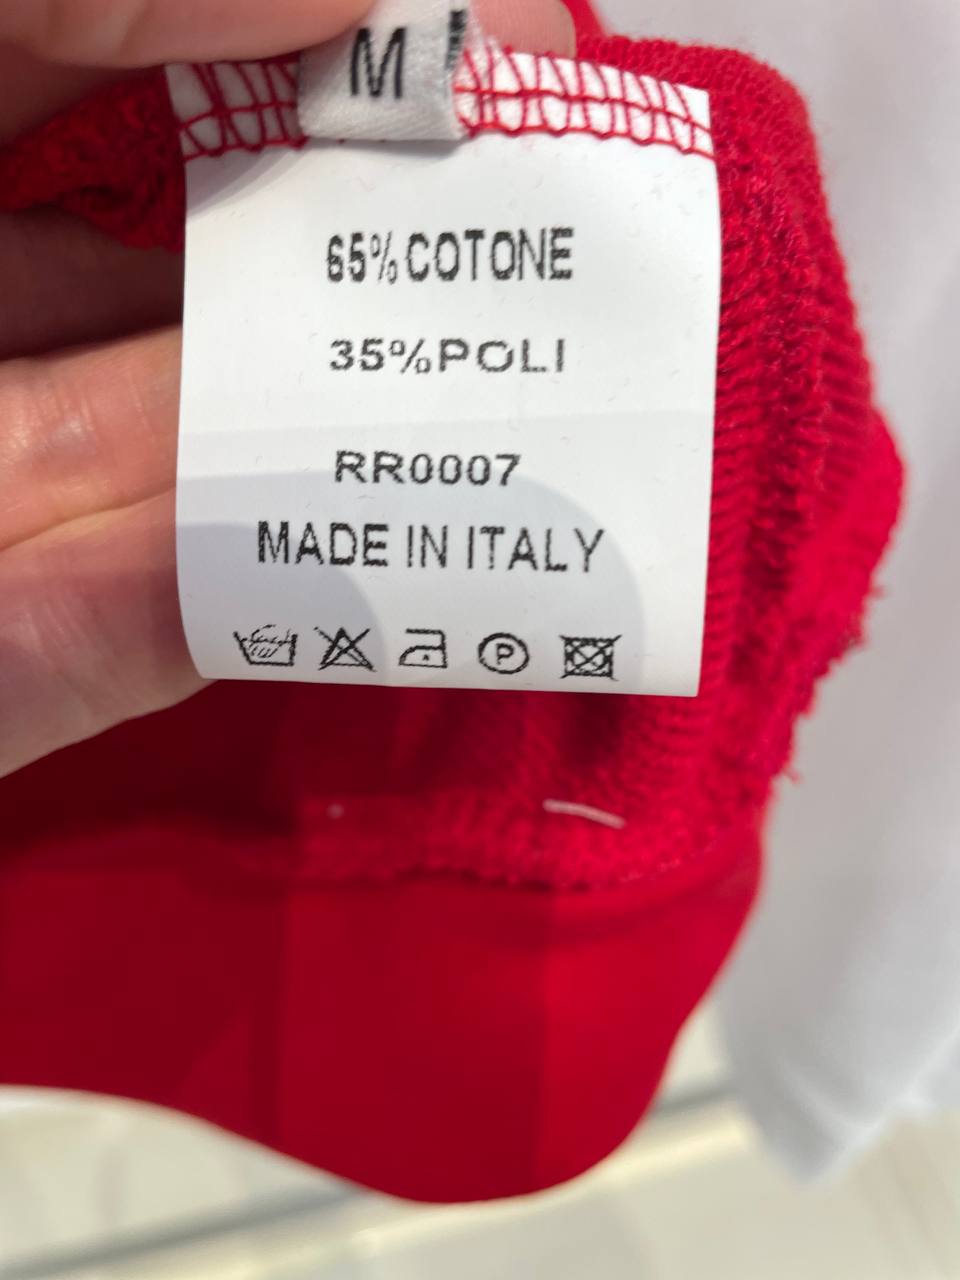 M
65%COTONE
35%POLI
RR0007
MADE IN ITALY
P